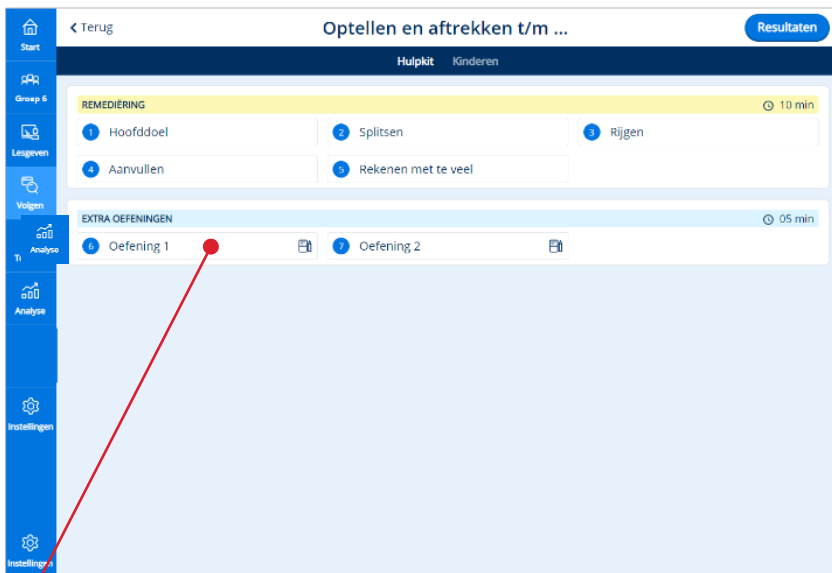 Start
Groep 6
Lesgeven
Volgen
Analyse
Analyse
Instellingen
Instellingen
Terug
Optellen en aftrekken t/m ...
Resultaten
Hulpkit Kinderen
REMEDIËRING 10 min
1 Hoofddoel 2 Splitsen 3 Rijgen
4 Aanvullen 5 Rekenen met te veel
EXTRA OEFENINGEN 05 min
6 Oefening 1 7 Oefening 2